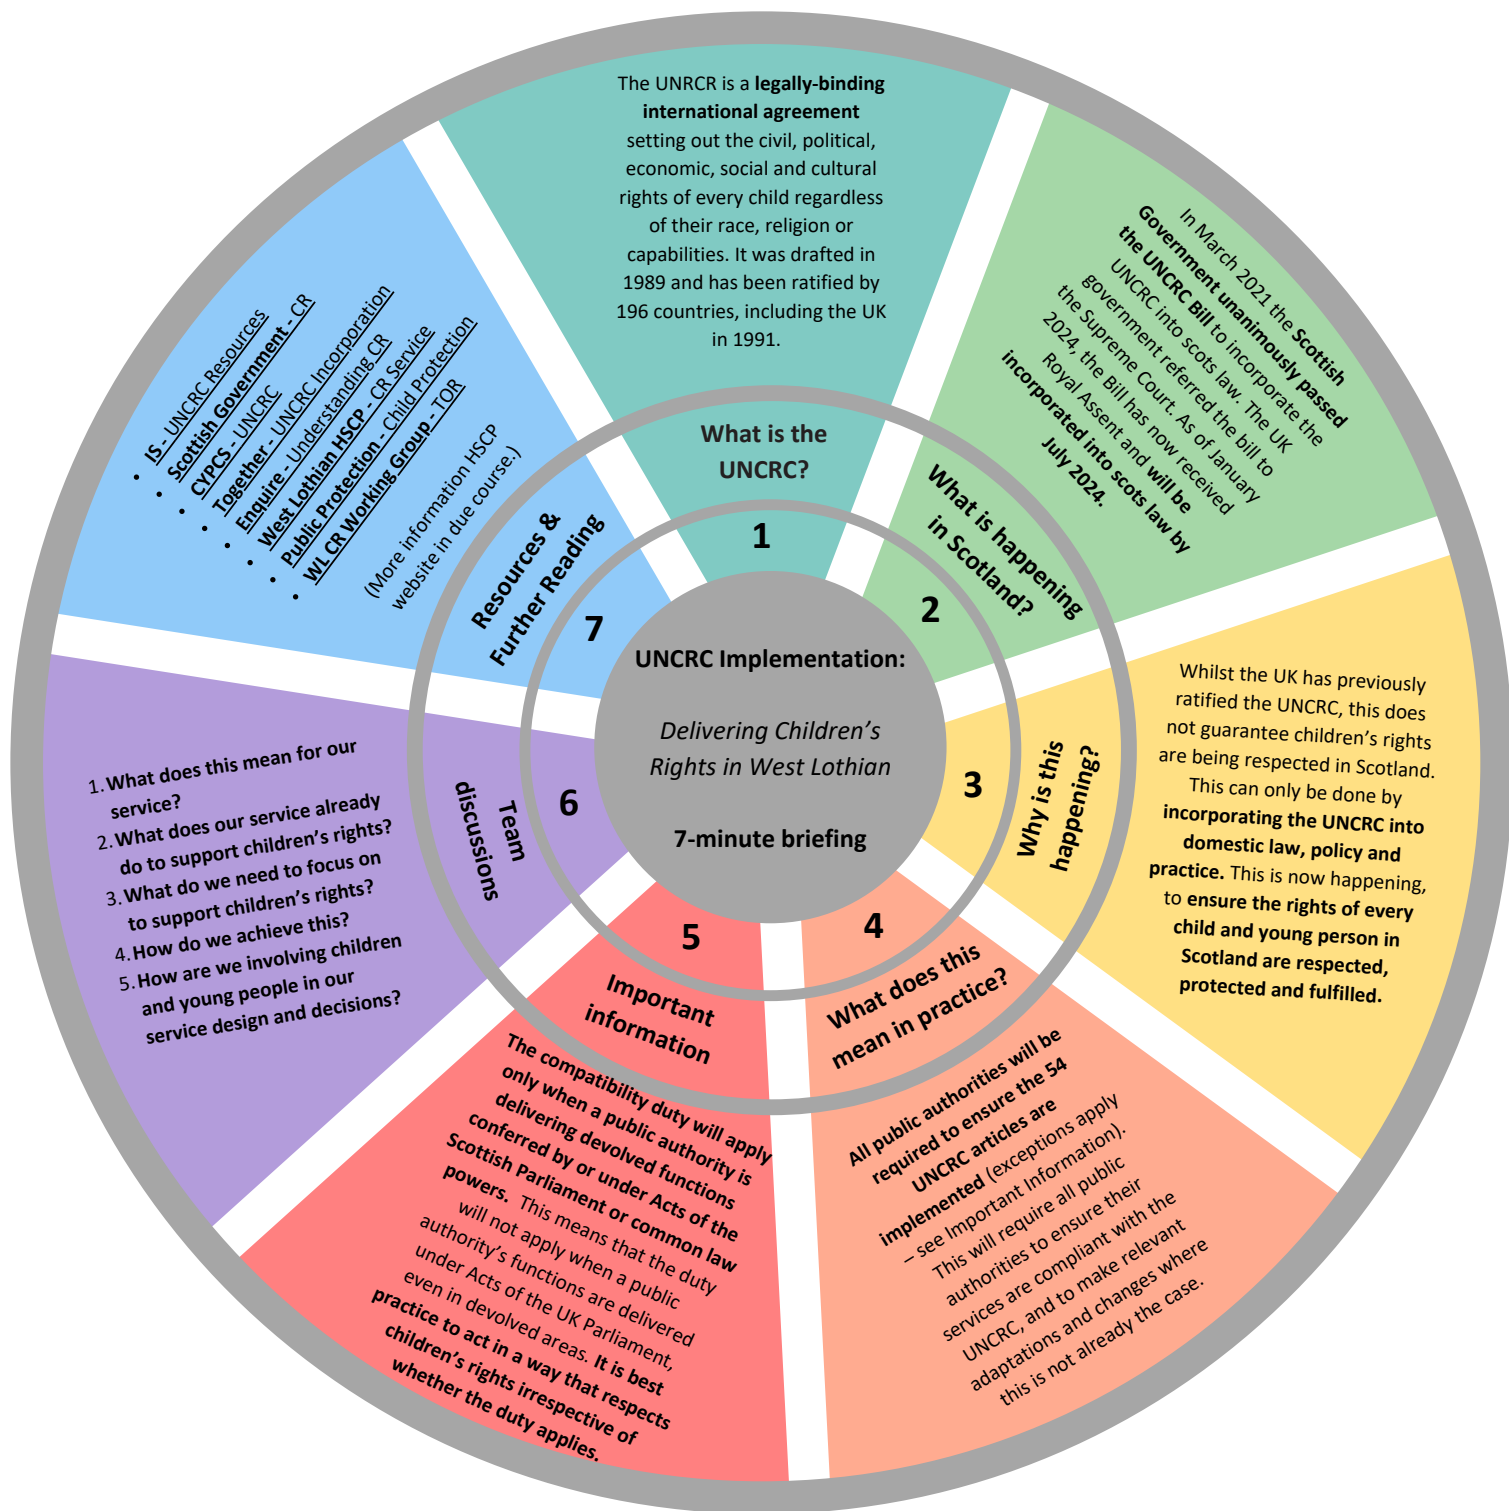 UNCRC Implementation:
Delivering Children’s
Rights in West Lothian
7-minute briefing
1
What is the
UNCRC?
The UNRCR is a legally-binding
international agreement
setting out the civil, political,
economic, social and cultural
rights of every child regardless
of their race, religion or
capabilities. It was drafted in
1989 and has been ratified by
196 countries, including the UK
in 1991.
2
What is happening
in Scotland?
In March 2021 the Scottish
Government unanimously passed
the UNCRC Bill to incorporate the
UNCRC into scots law. The UK
government referred the bill to
the Supreme Court. As of January
2024, the Bill has now received
Royal Assent and will be
incorporated into scots law by
July 2024.
3
Why is this
happening?
Whilst the UK has previously
ratified the UNCRC, this does
not guarantee children’s rights
are being respected in Scotland.
This can only be done by
incorporating the UNCRC into
domestic law, policy and
practice. This is now happening,
to ensure the rights of every
child and young person in
Scotland are respected,
protected and fulfilled.
4
What does this
mean in practice?
All public authorities will be
required to ensure the 54
UNCRC articles are
implemented (exceptions apply
– see Important Information).
This will require all public
authorities to ensure their
services are compliant with the
UNCRC, and to make relevant
adaptations and changes where
this is not already the case.
5
Important
information
The compatibility duty will apply
only when a public authority is
delivering devolved functions
conferred by or under Acts of the
Scottish Parliament or common law
powers. This means that the duty
will not apply when a public
authority’s functions are delivered
under Acts of the UK Parliament,
even in devolved areas. It is best
practice to act in a way that respects
children’s rights irrespective of
whether the duty applies.
6
Team
discussions
1. What does this mean for our
service?
2. What does our service already
do to support children’s rights?
3. What do we need to focus on
to support children’s rights?
4. How do we achieve this?
5. How are we involving children
and young people in our
service design and decisions?
7
Resources &
Further Reading
• IS - UNCRC Resources
• Scottish Government - CR
• CYPCS - UNCRC
• Together - UNCRC Incorporation
• Enquire - Understanding CR
• West Lothian HSCP - CR Service
• Public Protection - Child Protection
• WL CR Working Group - TOR
(More information HSCP
website in due course.)